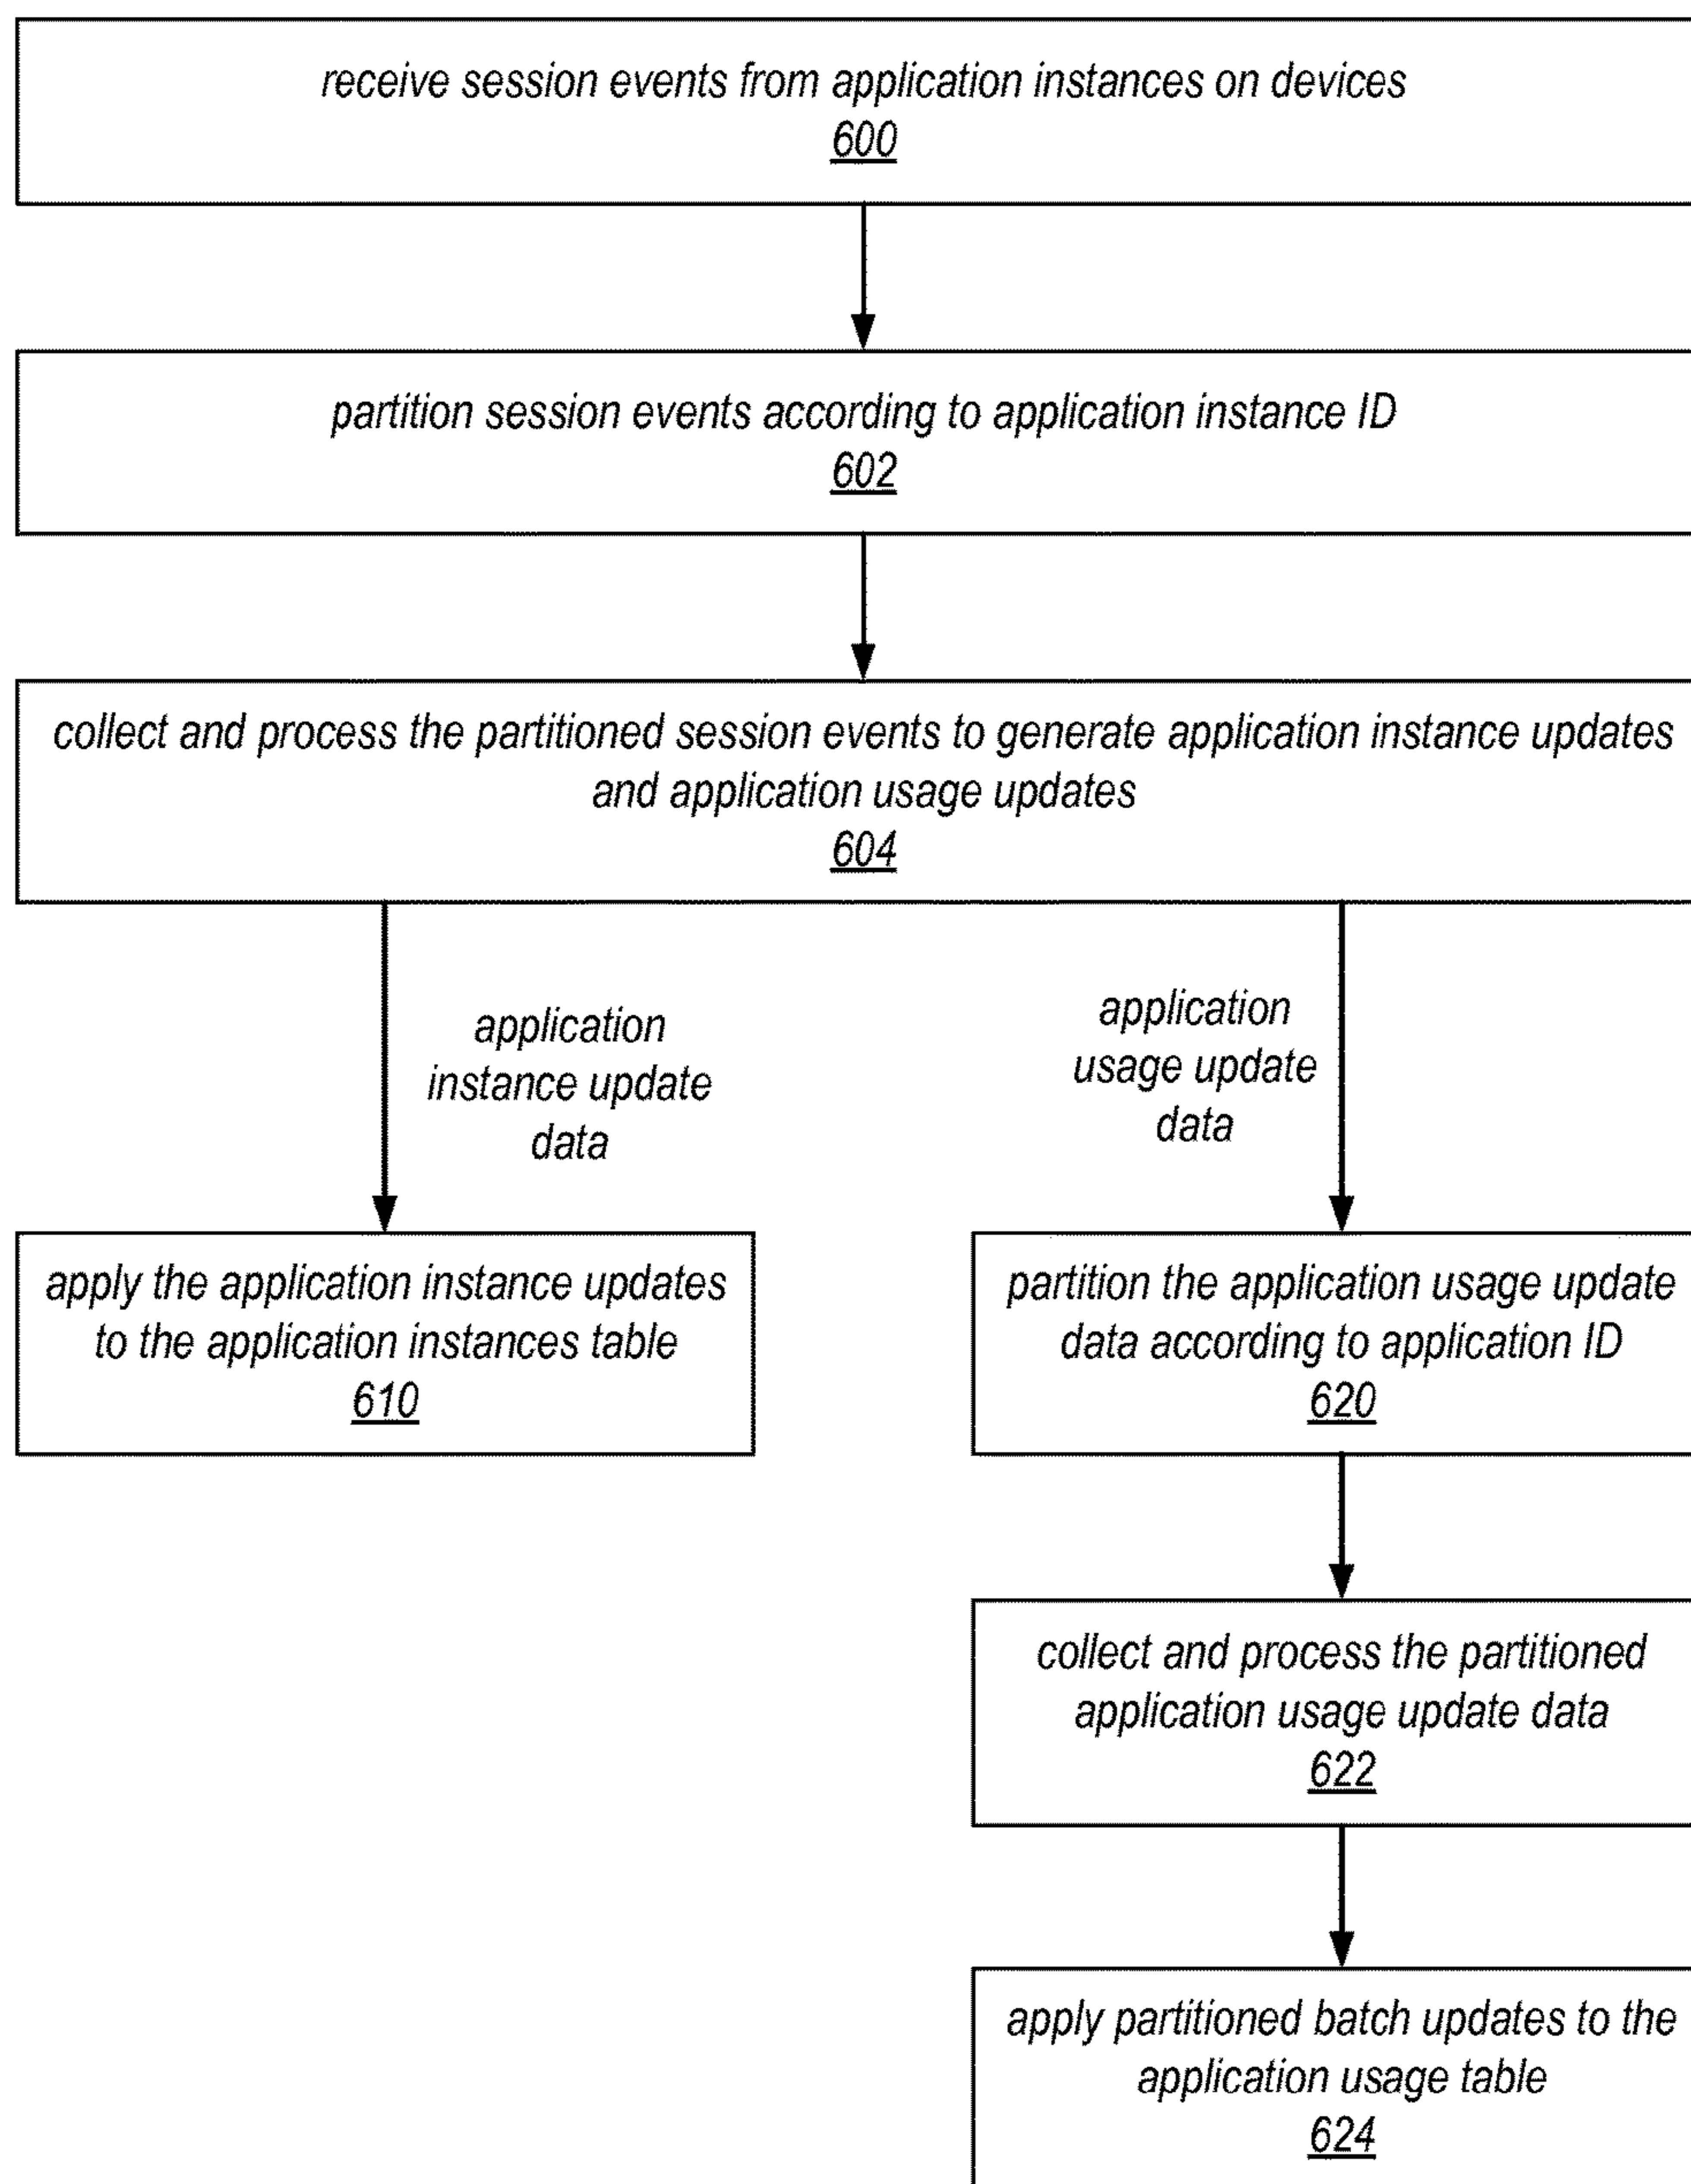 receive session events from application instances on devices
600
partition session events according to application instance ID
602
collect and process the partitioned session events to generate application instance updates
and application usage updates
604
application
instance update
data
application
usage update
data
apply the application instance updates
to the application instances table
610
partition the application usage update
data according to application ID
620
collect and process the partitioned
application usage update data
622
apply partitioned batch updates to the
application usage table
624